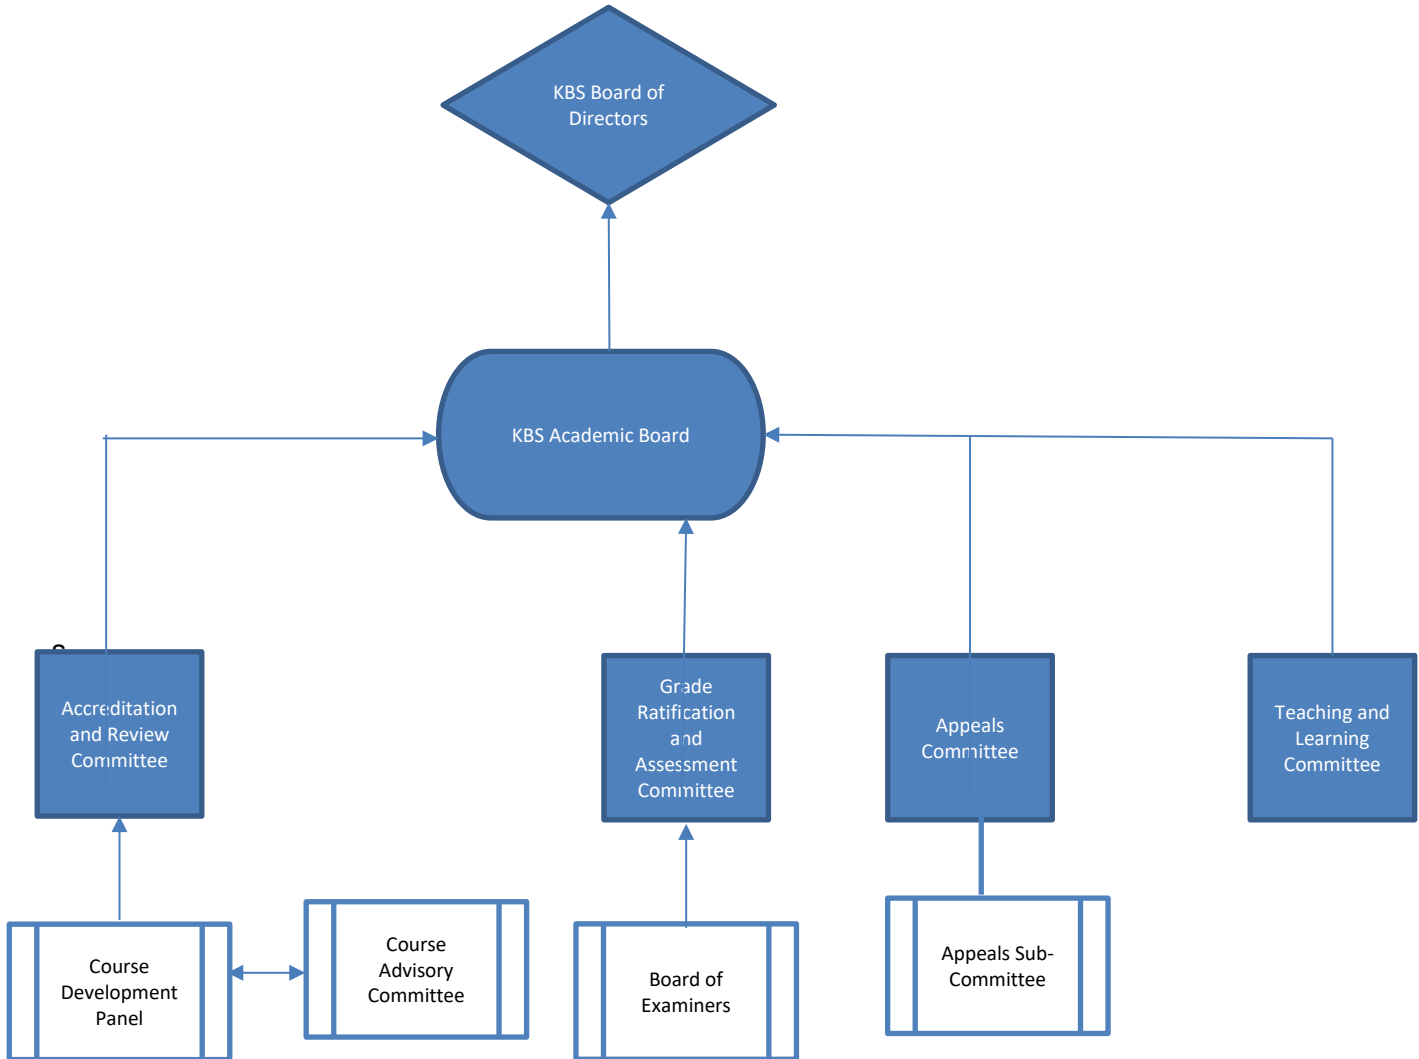 KBS Board of
Directors
KBS Academic Board
Accreditation
and Review
Committee
Grade
Ratification
and
Assessment
Committee
Appeals
Committee
Teaching and
Learning
Committee
Course
Development
Panel
Course
Advisory
Committee
Board of
Examiners
Appeals Sub-
Committee